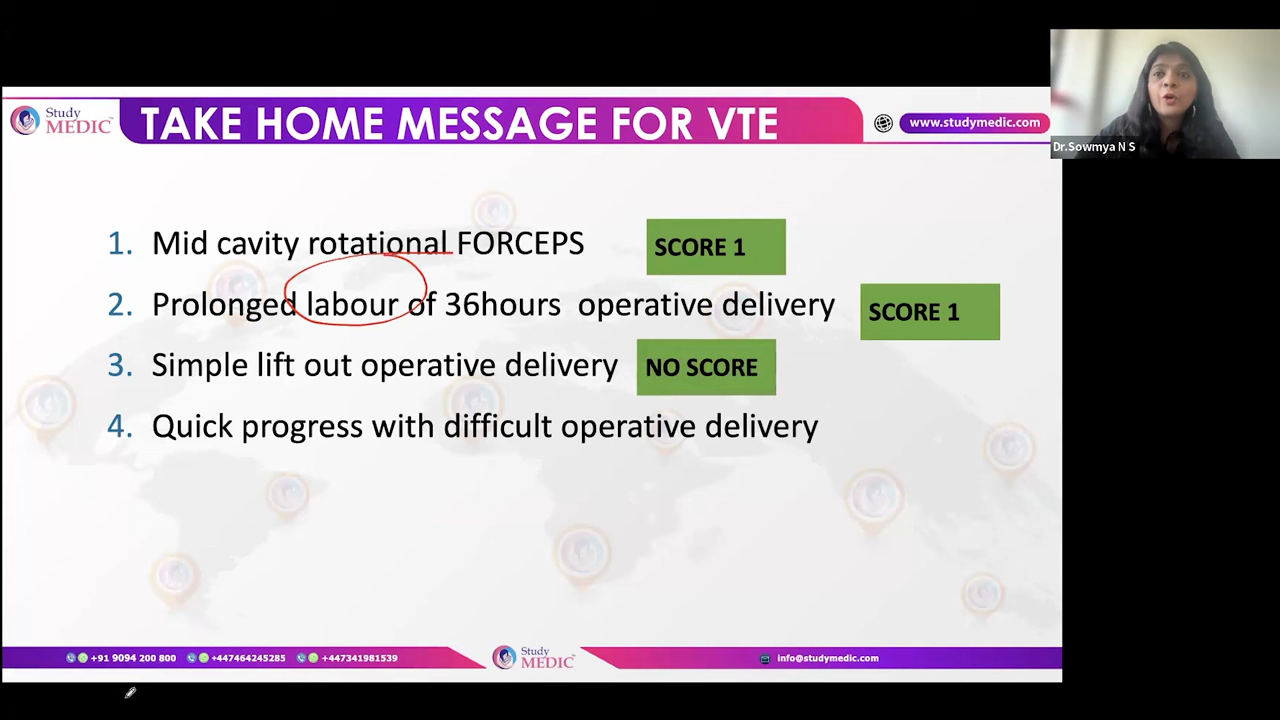 Study
MEDIC
TAKE HOME MESSAGE FOR VTE
www.studymedic.com
Dr.Sowmya N S
1. Mid cavity rotational FORCEPS SCORE 1
2. Prolonged labour of 36hours operative delivery SCORE 1
3. Simple lift out operative delivery NO SCORE
4. Quick progress with difficult operative delivery
+91 9094 200 800 +447464245285 +447341981539
Study
MEDIC
info@studymedic.com